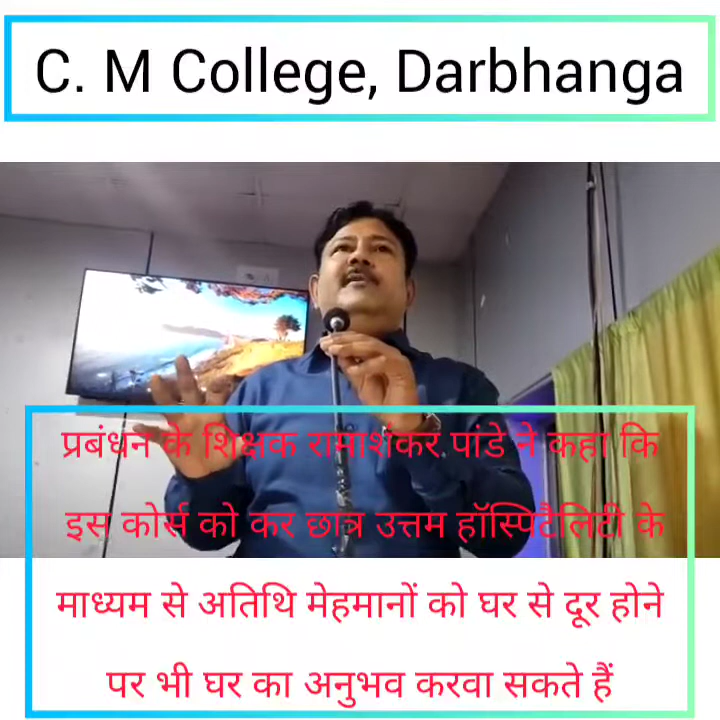 C. M College, Darbhanga
प्रबंधन के शिक्षक रामाशंकर पांडे ने कहा कि
इस कोर्स को कर छात्र उत्तम हॉस्पिटैलिटी के
माध्यम से अतिथि मेहमानों को घर से दूर होने
पर भी घर का अनुभव करवा सकते हैं